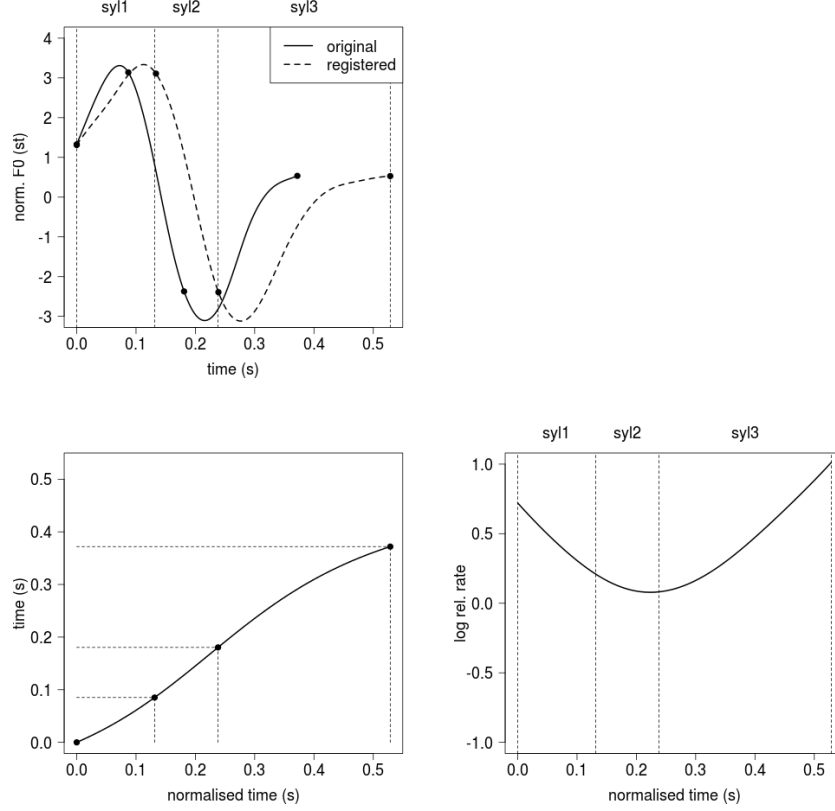 syl1 syl2 syl3
original
registered
norm. F0 (st)
4
3
2
1
0
-1
-2
-3
0.0 0.1 0.2 0.3 0.4 0.5
time (s)
time (s)
0.5
0.4
0.3
0.2
0.1
0.0
0.0 0.1 0.2 0.3 0.4 0.5
normalised time (s)
syl1 syl2 syl3
log rel. rate
1.0
0.5
0.0
-0.5
-1.0
0.0 0.1 0.2 0.3 0.4 0.5
normalised time (s)